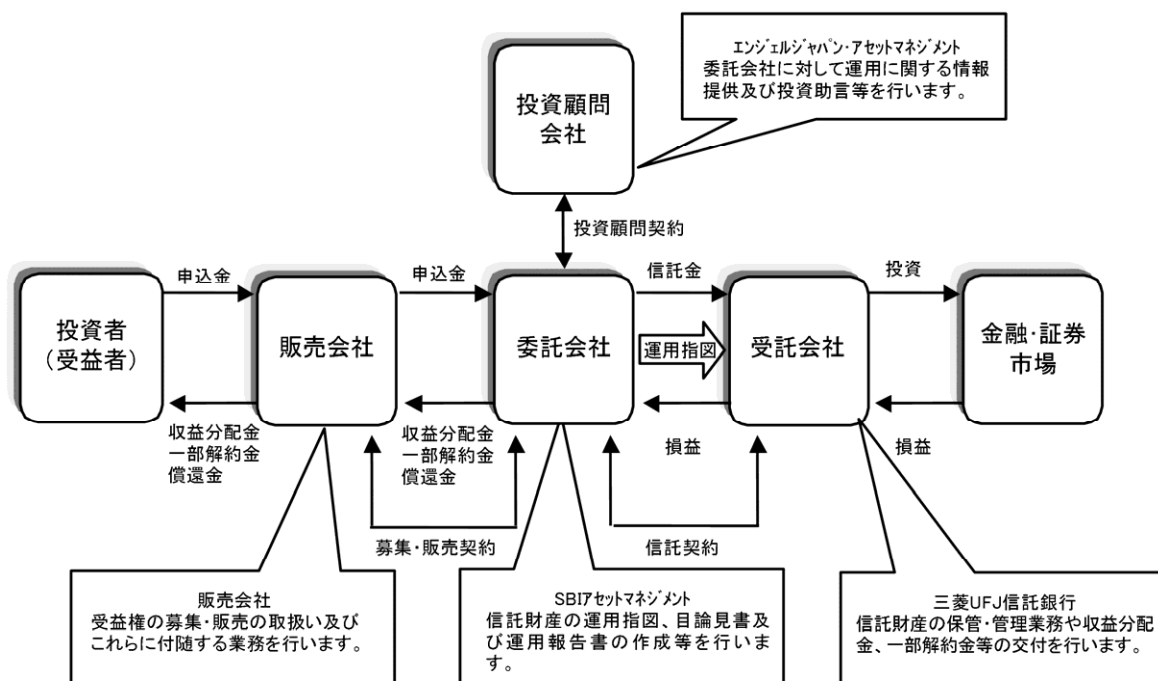 エンジェルジャパン・アセットマネジメント
委託会社に対して運用に関する情報
提供及び投資助言等を行います。
投資顧問
会社
投資顧問契約
申込金
申込金
信託金
投資
投資者
(受益者)
販売会社
委託会社
運用指図
受託会社
金融・証券
市場
収益分配金
一部解約金
償還金
収益分配金
一部解約金
償還金
損益
損益
募集・販売契約
信託契約
販売会社
受益権の募集・販売の取扱い及び
これらに付随する業務を行います。
SBIアセットマネジメント
信託財産の運用指図、目論見書及
び運用報告書の作成等を行いま
す。
三菱UFJ信託銀行
信託財産の保管・管理業務や収益分配
金、一部解約金等の交付を行います。